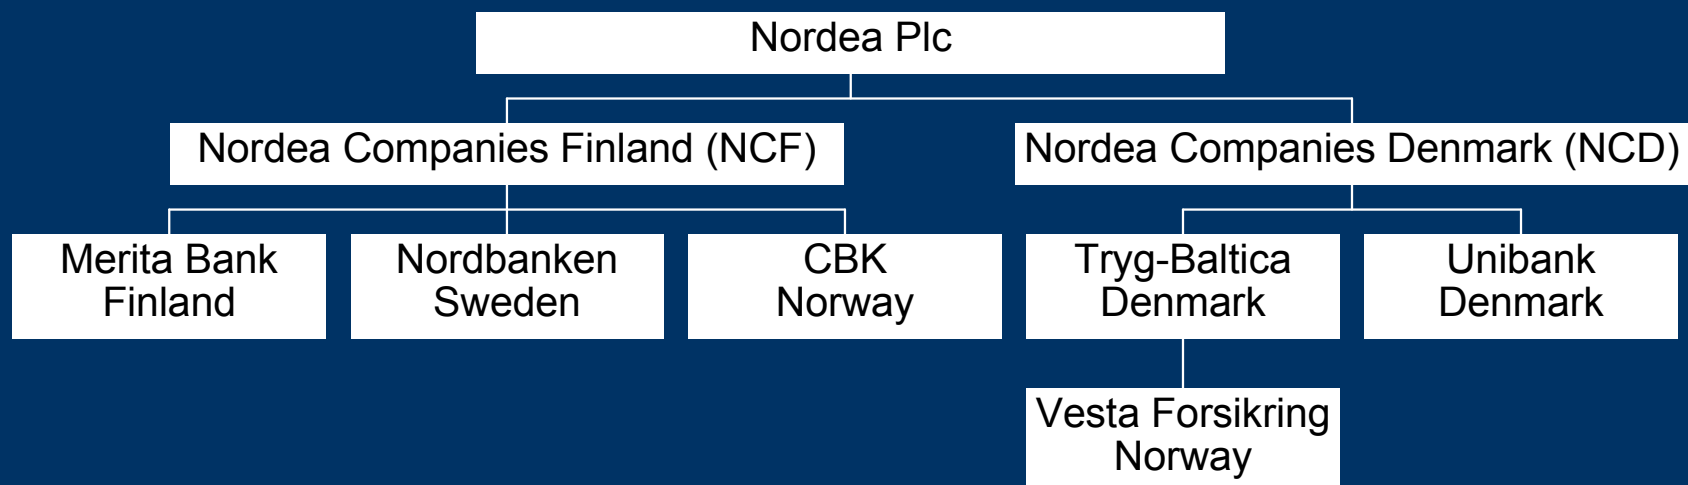 Nordea Plc
Nordea Companies Finland (NCF)
Nordea Companies Denmark (NCD)
Merita Bank
Finland
Nordbanken
Sweden
CBK
Norway
Tryg-Baltica
Denmark
Unibank
Denmark
Vesta Forsikring
Norway